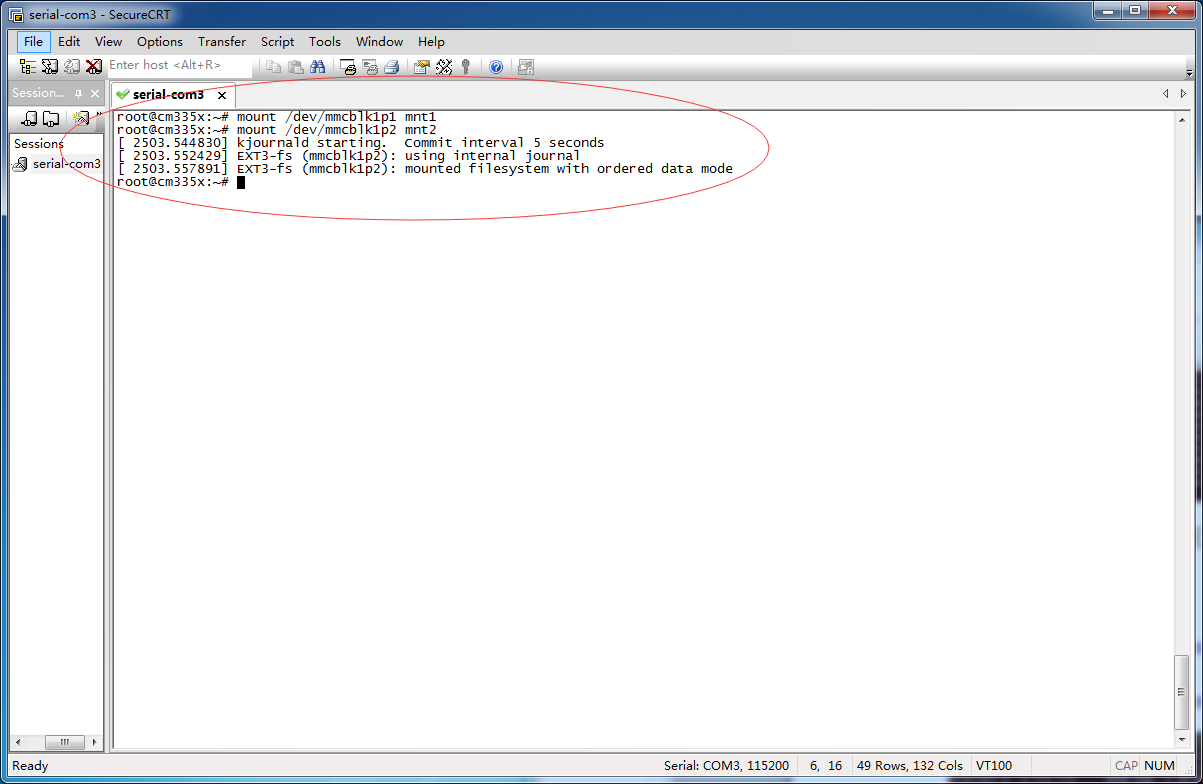 serial-com3 - SecureCRT
File Edit View Options Transfer Script Tools Window Help
Enter host <Alt+R>
Session...
serial-com3
Sessions
serial-com3
root@cm335x:~# mount /dev/mmcblk1p1 mnt1
root@cm335x:~# mount /dev/mmcblk1p2 mnt2
[ 2503.544830] kjournald starting.  Commit interval 5 seconds
[ 2503.552429] EXT3-fs (mmcblk1p2): using internal journal
[ 2503.557891] EXT3-fs (mmcblk1p2): mounted filesystem with ordered data mode
root@cm335x:~#
Ready Serial: COM3, 115200 6, 16 49 Rows, 132 Cols VT100 CAP NUM